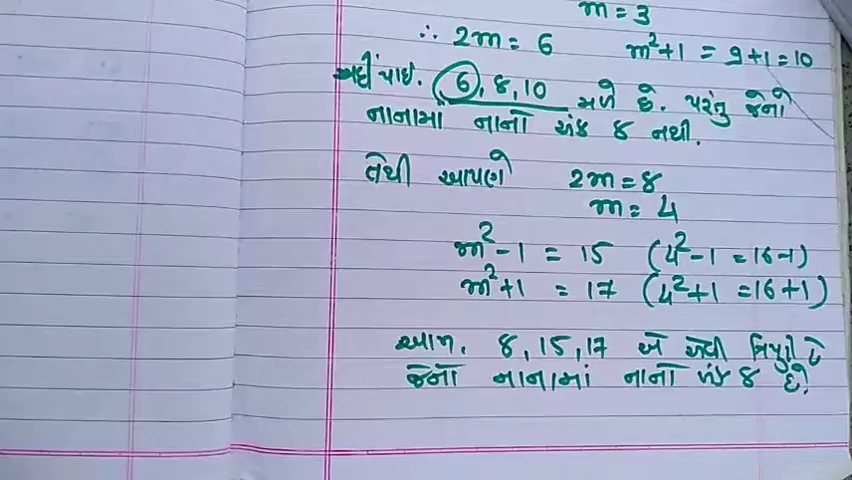 m = 3
∴ 2m = 6 m²+1 = 9+1 = 10
અહીં પાઈ. 6, 8, 10 મળે છે. પરંતુ જેનો
નાનામાં નાનો અંક 8 નથી.
તેથી આપણે 2m = 8
m = 4
m²-1 = 15 (4²-1 = 16-1)
m²+1 = 17 (4²+1 = 16+1)
આમ. 8, 15, 17 એ એવી ત્રિપુટી છે
જેનો નાનામાં નાનો અંક 8 છે.